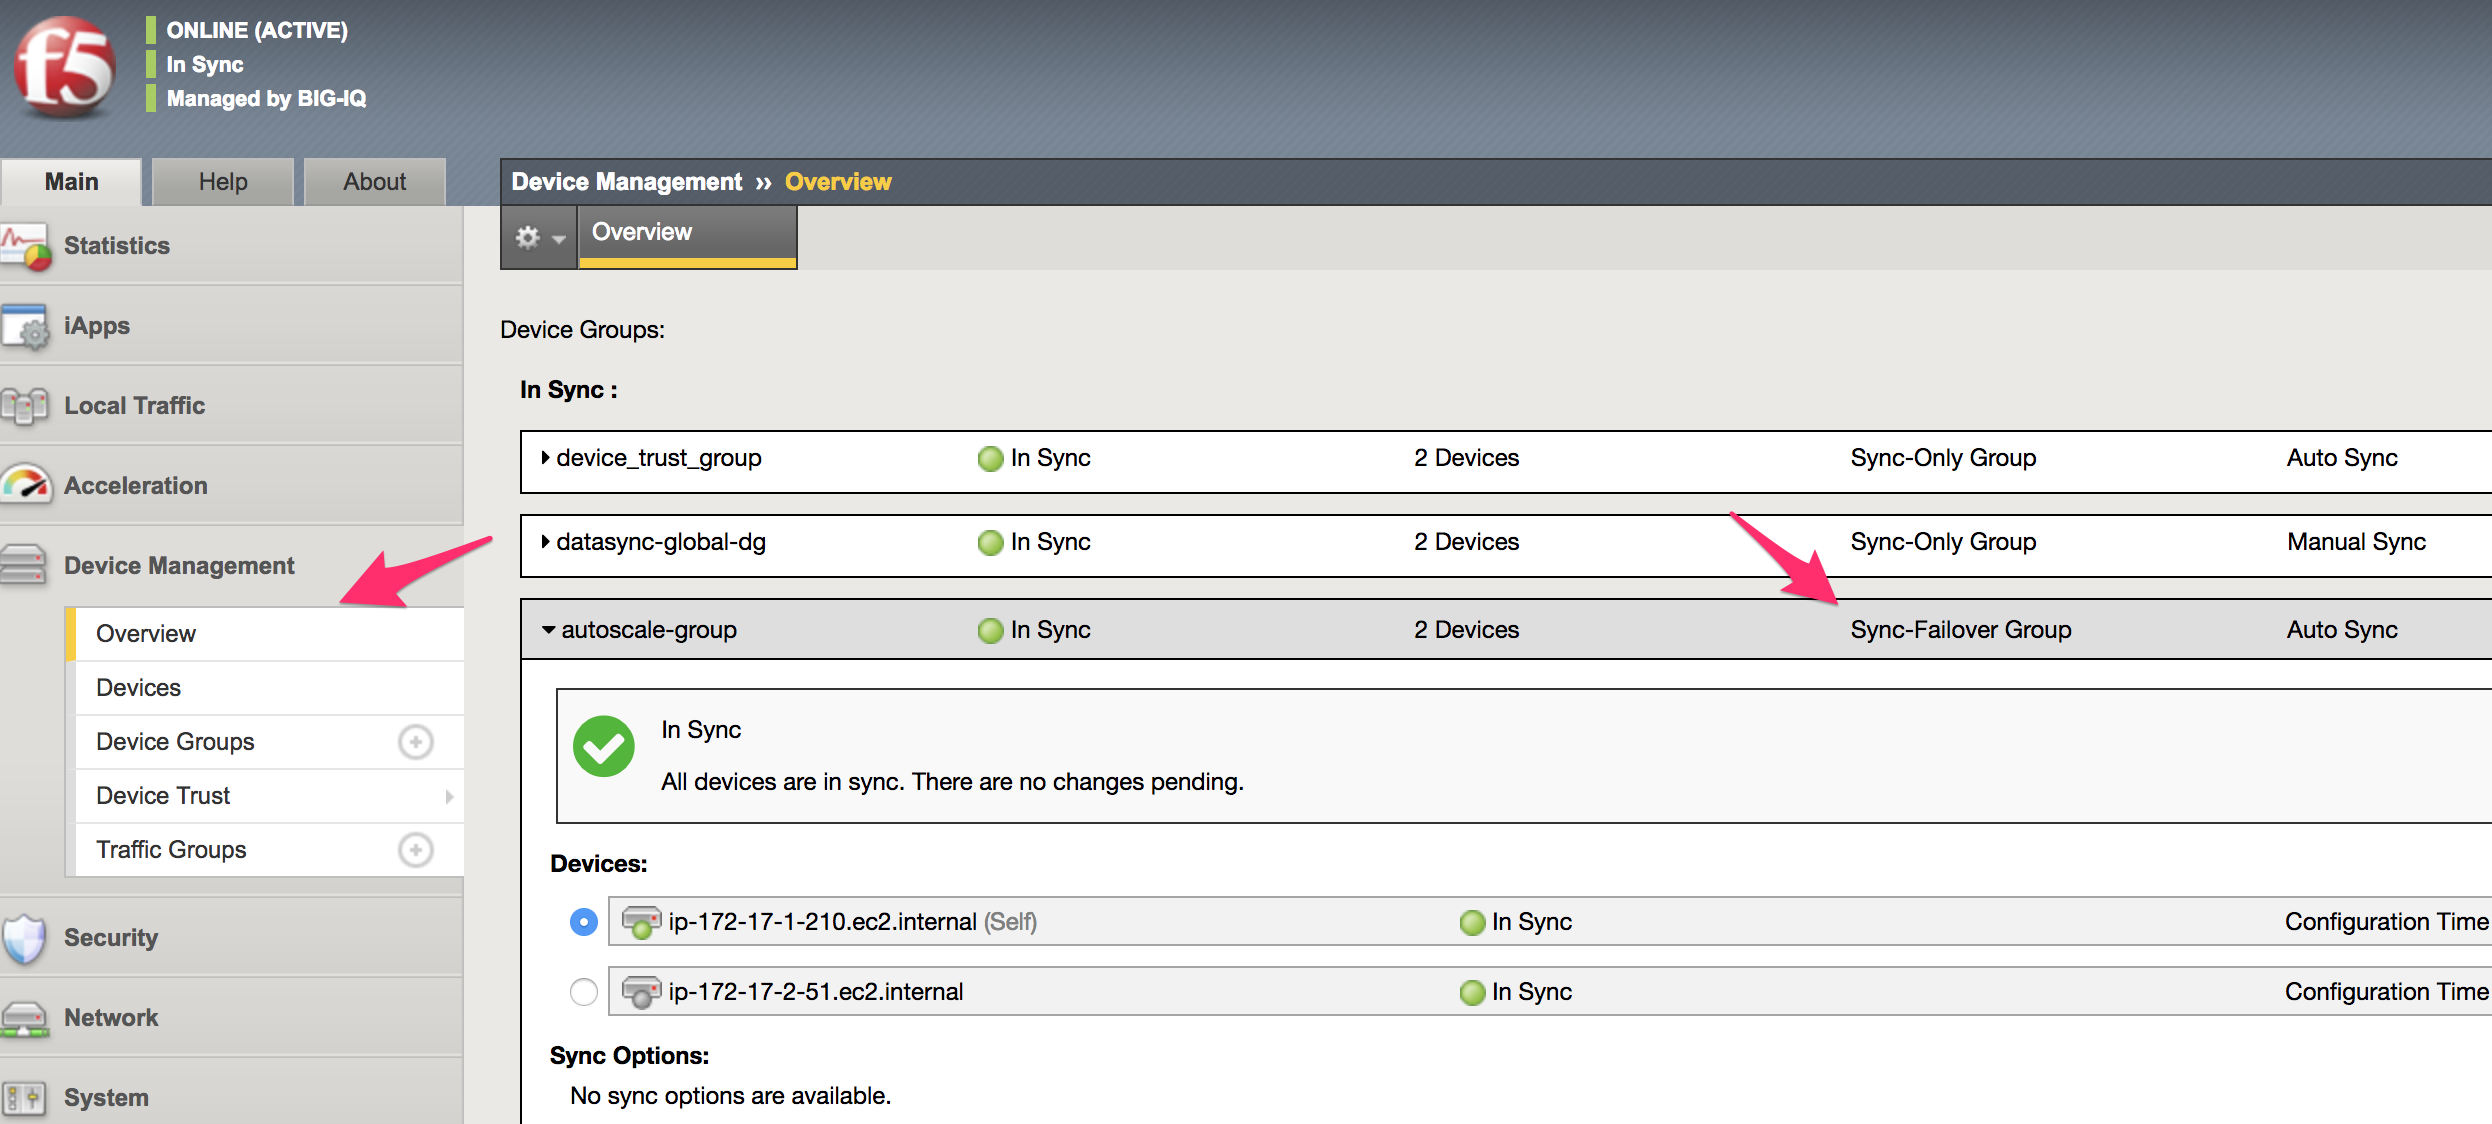 f5
ONLINE (ACTIVE)
In Sync
Managed by BIG-IQ
Main
Help
About
Device Management ›› Overview
Overview
Statistics
iApps
Local Traffic
Acceleration
Device Management
Overview
Devices
Device Groups
Device Trust
Traffic Groups
Security
Network
System
Device Groups:
In Sync :
device_trust_group In Sync 2 Devices Sync-Only Group Auto Sync
datasync-global-dg In Sync 2 Devices Sync-Only Group Manual Sync
autoscale-group In Sync 2 Devices Sync-Failover Group Auto Sync
In Sync
All devices are in sync. There are no changes pending.
Devices:
ip-172-17-1-210.ec2.internal (Self) In Sync Configuration Time
ip-172-17-2-51.ec2.internal In Sync Configuration Time
Sync Options:
No sync options are available.